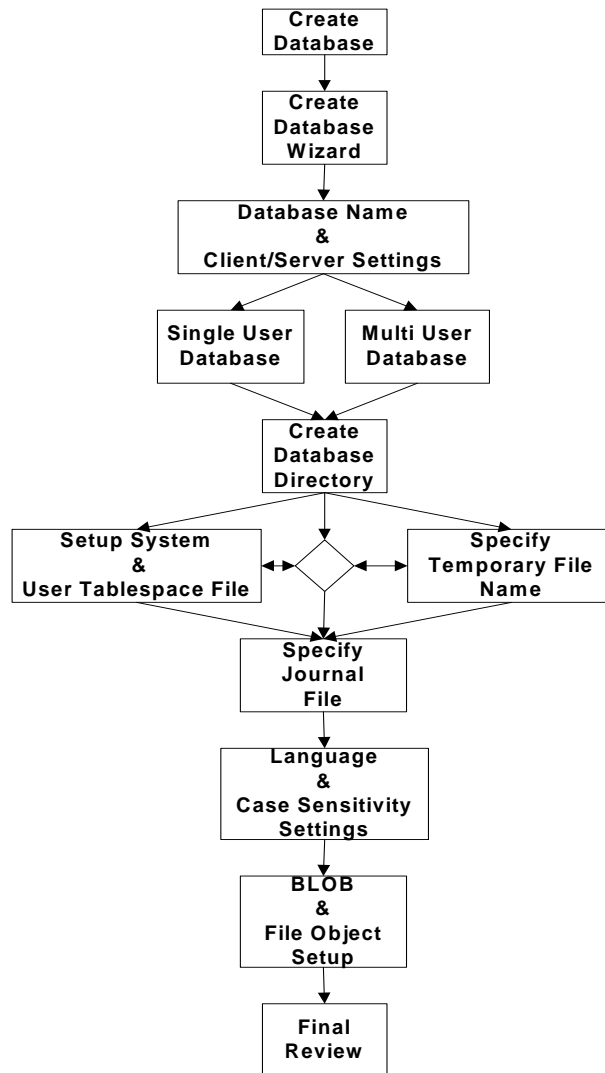 Create
Database
Create
Database
Wizard
Database Name
&
Client/Server Settings
Single User
Database
Multi User
Database
Create
Database
Directory
Setup System
&
User Tablespace File
Specify
Temporary File
Name
Specify
Journal
File
Language
&
Case Sensitivity
Settings
BLOB
&
File Object
Setup
Final
Review